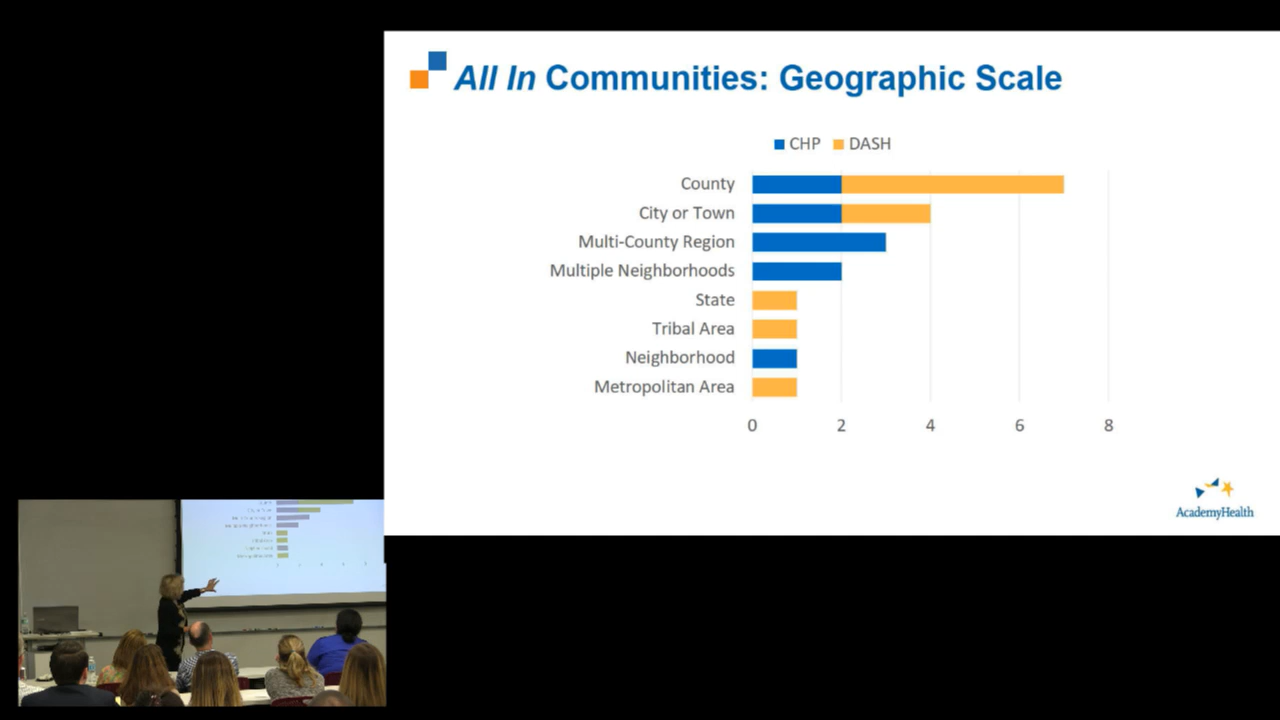 All In Communities: Geographic Scale
CHP DASH
County
City or Town
Multi-County Region
Multiple Neighborhoods
State
Tribal Area
Neighborhood
Metropolitan Area
0 2 4 6 8
AcademyHealth